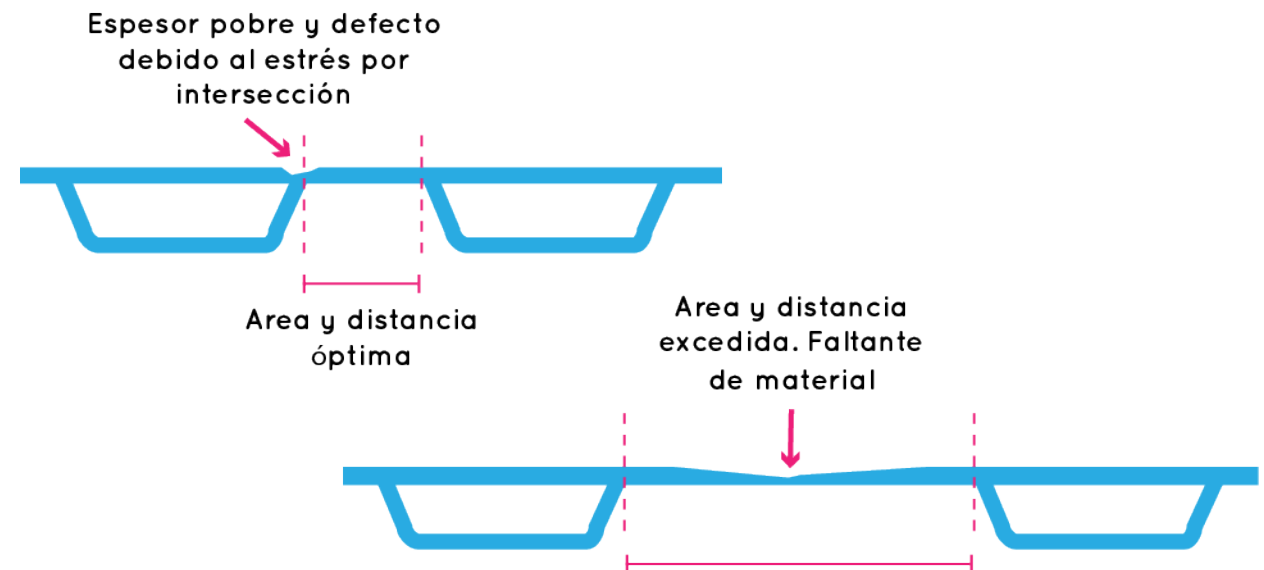 Espesor pobre y defecto
debido al estrés por
intersección
Area y distancia
óptima
Area y distancia
excedida. Faltante
de material